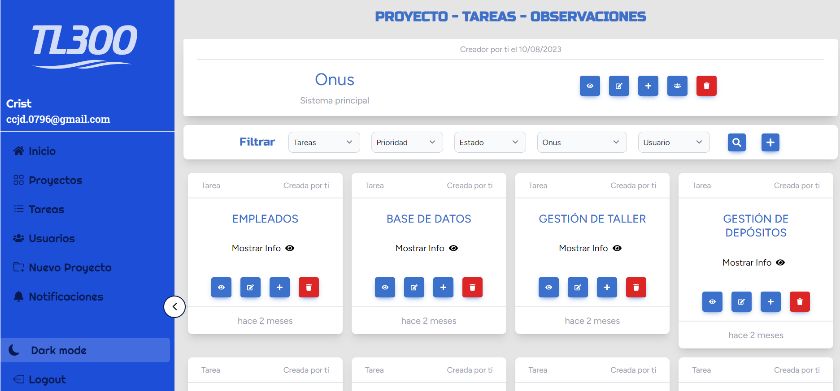 TL300
Crist
ccjd.0796@gmail.com
Inicio
Proyectos
Tareas
Usuarios
Nuevo Proyecto
Notificaciones
Dark mode
Logout
PROYECTO - TAREAS - OBSERVACIONES
Creador por ti el 10/08/2023
Onus
Sistoma principal
Filtrar Tareas Prioridad Estado Onus Usuario
Tarea Creada por ti
EMPLEADOS
Mostrar Info
hace 2 meses
Tarea Creada por ti
BASE DE DATOS
Mostrar Info
hace 2 meses
Tarea Creada por ti
GESTIÓN DE TALLER
Mostrar Info
hace 2 meses
Tarea Creada por ti
GESTIÓN DE
DEPÓSITOS
Mostrar Info
hace 2 meses
Tarea Creada por ti
Tarea Creada por ti
Tarea Creada por ti
Tarea Creada por ti